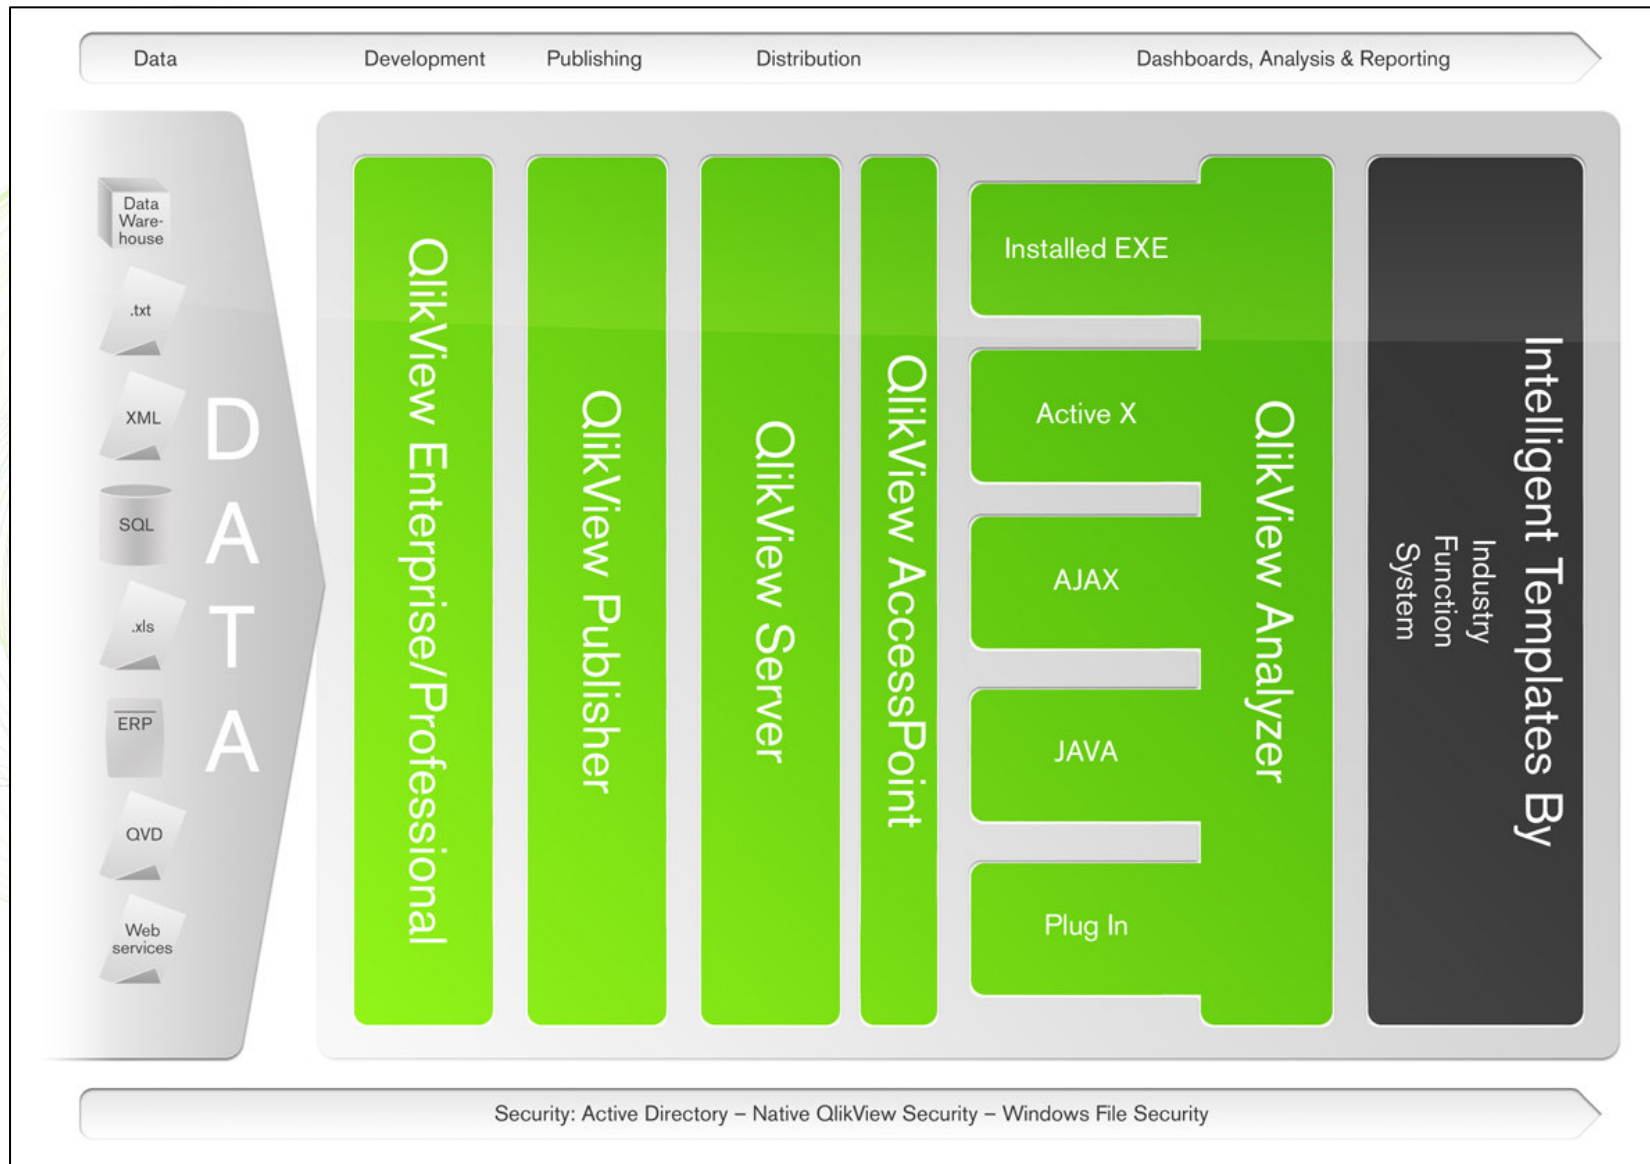 Data
Development
Publishing
Distribution
Dashboards, Analysis & Reporting
Data
Ware-
house
.txt
XML
SQL
.xls
ERP
QVD
Web
services
DATA
QlikView Enterprise/Professional
QlikView Publisher
QlikView Server
QlikView AccessPoint
Installed EXE
Active X
AJAX
JAVA
Plug In
QlikView Analyzer
Intelligent Templates By
Industry
Function
System
Security: Active Directory – Native QlikView Security – Windows File Security